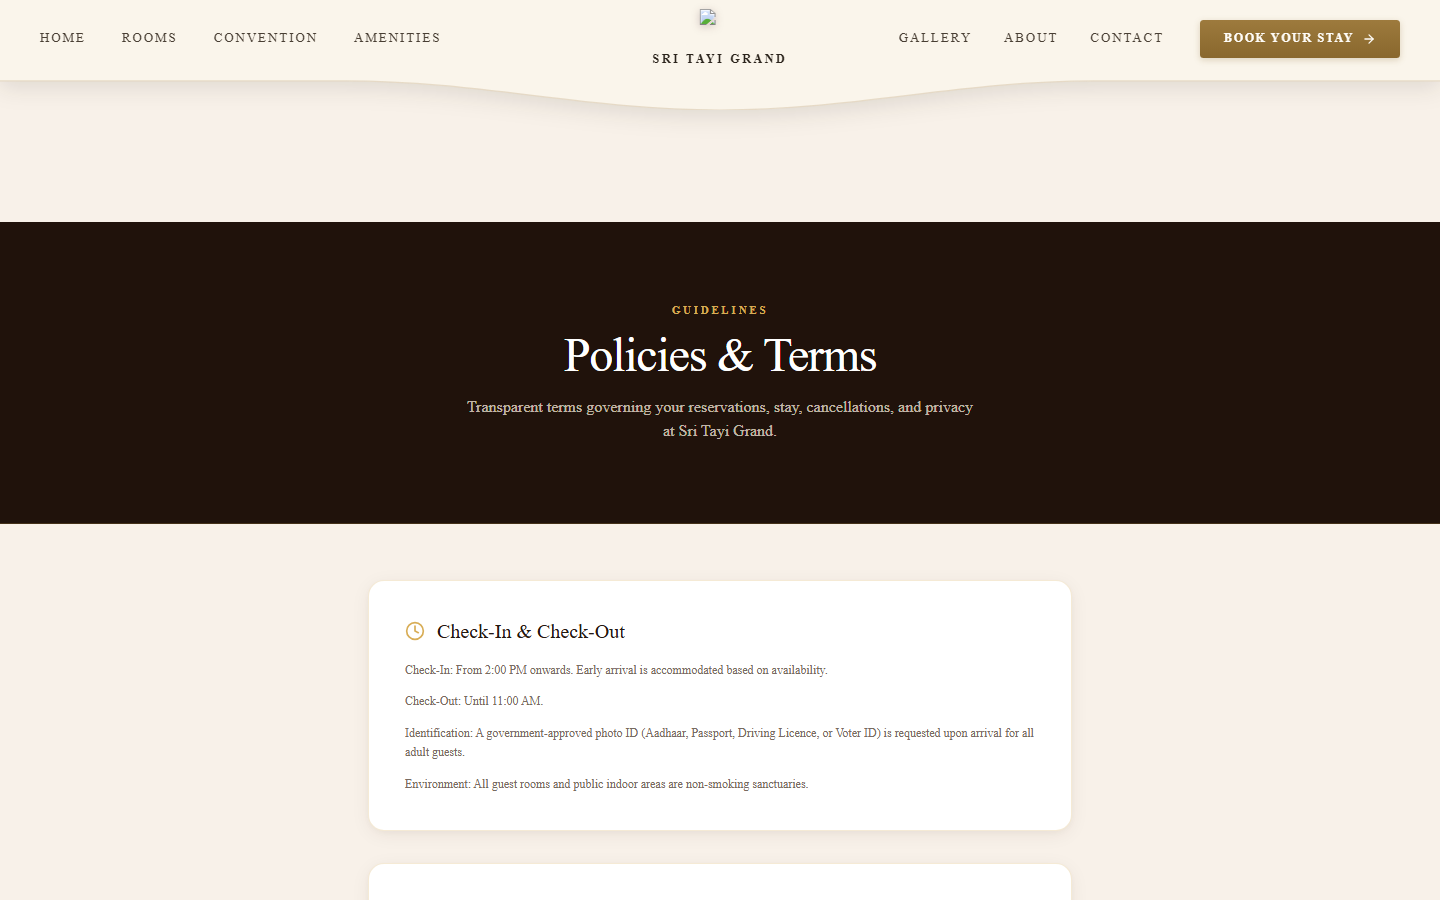 HOME ROOMS CONVENTION AMENITIES
SRI TAYI GRAND
GALLERY ABOUT CONTACT BOOK YOUR STAY
GUIDELINES
Policies & Terms
Transparent terms governing your reservations, stay, cancellations, and privacy
at Sri Tayi Grand.
Check-In & Check-Out
Check-In: From 2:00 PM onwards. Early arrival is accommodated based on availability.
Check-Out: Until 11:00 AM.
Identification: A government-approved photo ID (Aadhaar, Passport, Driving Licence, or Voter ID) is requested upon arrival for all
adult guests.
Environment: All guest rooms and public indoor areas are non-smoking sanctuaries.